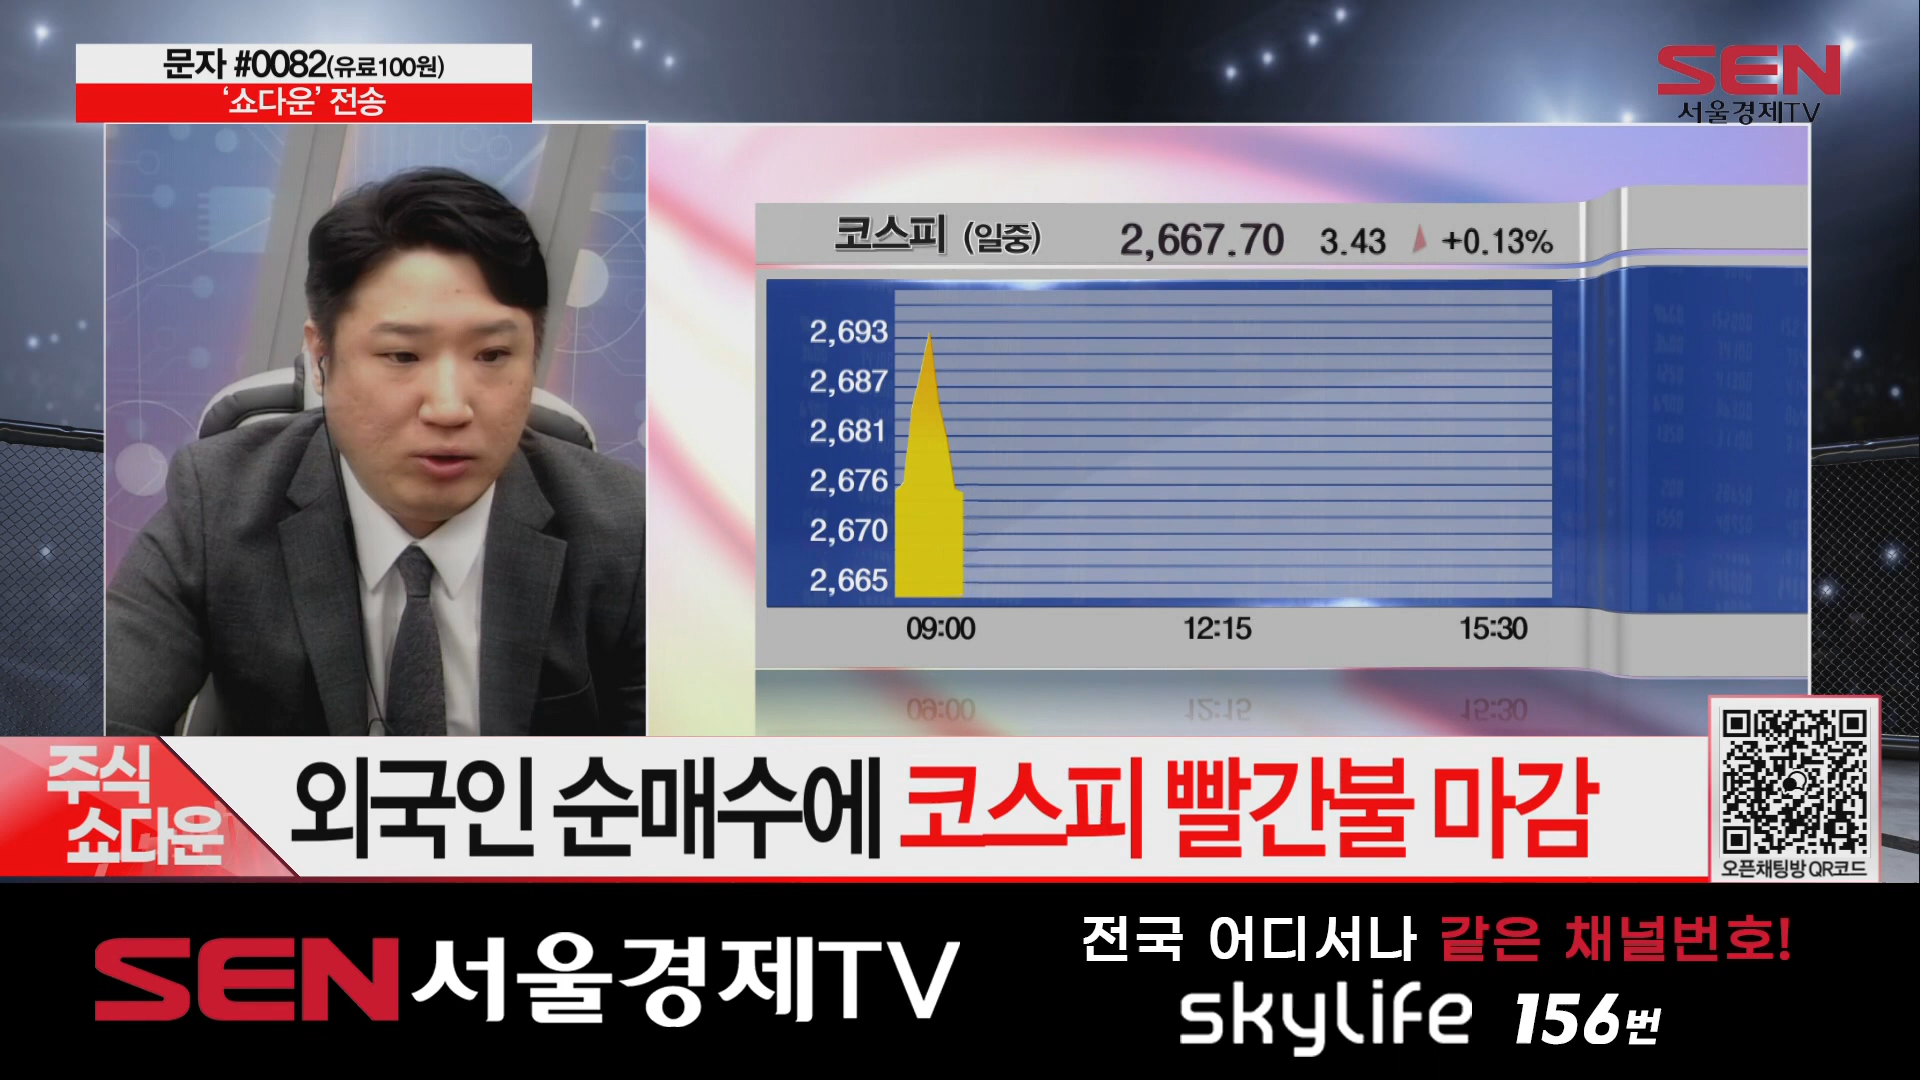 문자 #0082(유료100원)
‘쇼다운’ 전송
SEN
서울경제TV
코스피 (일중) 2,667.70 3.43 +0.13%
2,693
2,687
2,681
2,676
2,670
2,665
09:00 12:15 15:30
주식
쇼다운
외국인 순매수에 코스피 빨간불 마감
오픈채팅방 QR코드
SEN 서울경제TV
전국 어디서나 같은 채널번호!
skylife 156번